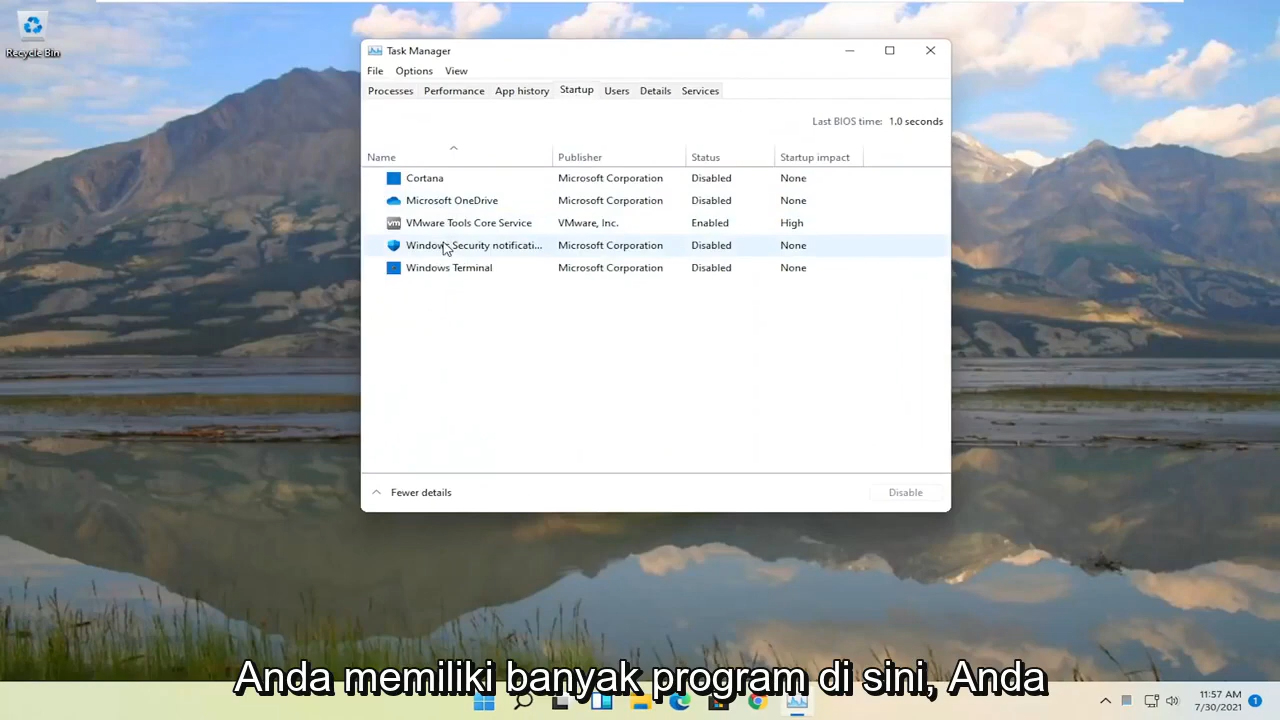 Recycle Bin
Task Manager
File Options View
Processes Performance App history Startup Users Details Services
Last BIOS time: 1.0 seconds
Name Publisher Status Startup impact
Cortana Microsoft Corporation Disabled None
Microsoft OneDrive Microsoft Corporation Disabled None
vm VMware Tools Core Service VMware, Inc. Enabled High
Windows Security notificati... Microsoft Corporation Disabled None
Windows Terminal Microsoft Corporation Disabled None
Fewer details Disable
Anda memiliki banyak program di sini, Anda
11:57 AM
7/30/2021
1